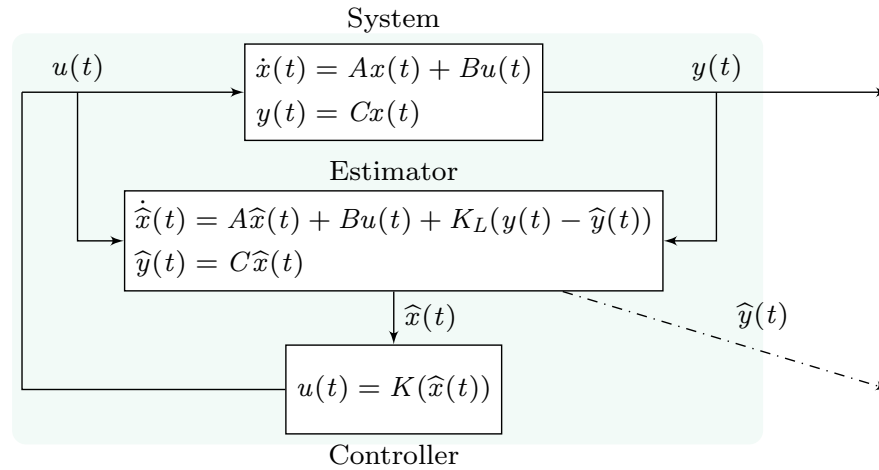 System
u(t)
ẋ(t) = Ax(t) + Bu(t)
y(t) = Cx(t)
y(t)
Estimator
x̂̇(t) = Ax̂(t) + Bu(t) + K_L(y(t) − ŷ(t))
ŷ(t) = Cx̂(t)
x̂(t)
ŷ(t)
u(t) = K(x̂(t))
Controller